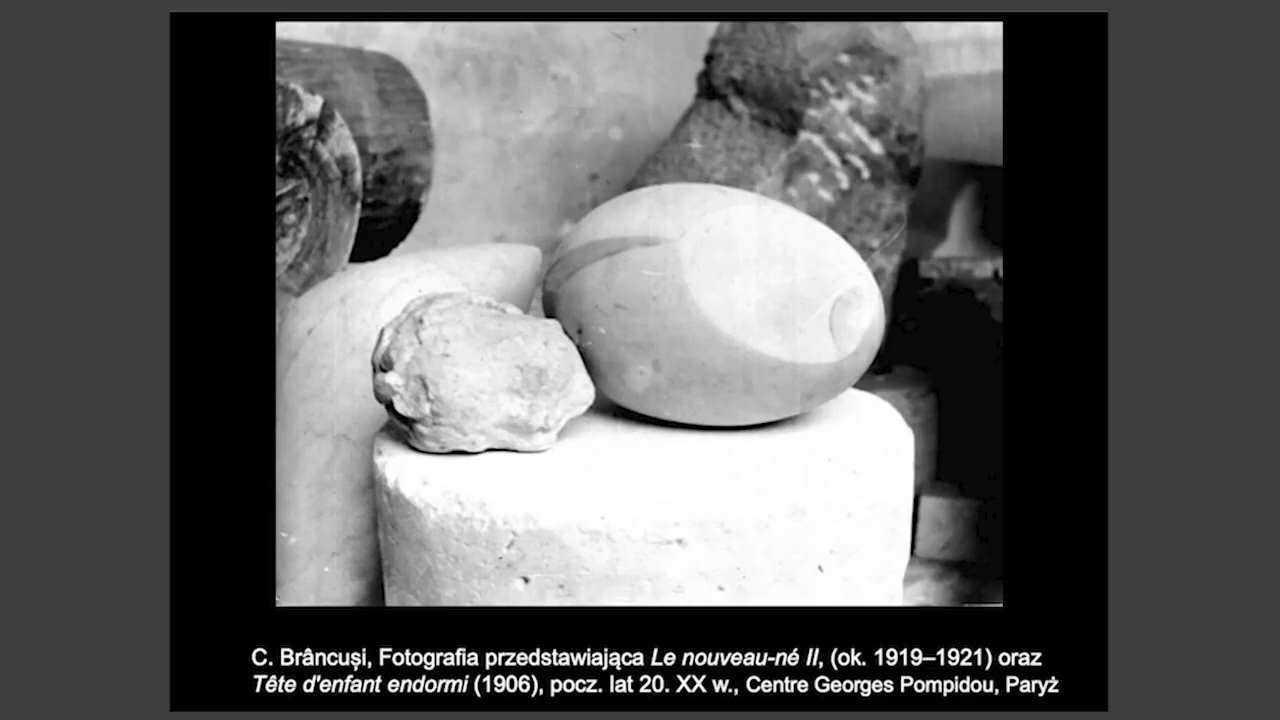 C. Brâncuși, Fotografia przedstawiająca Le nouveau-né II, (ok. 1919–1921) oraz
Tête d'enfant endormi (1906), pocz. lat 20. XX w., Centre Georges Pompidou, Paryż